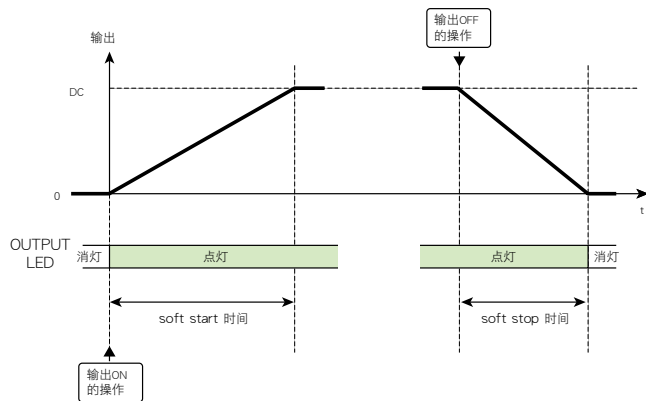 输出OFF
的操作
输出
DC
0
t
OUTPUT
LED
消灯
点灯
点灯
消灯
soft start 时间
soft stop 时间
输出ON
的操作